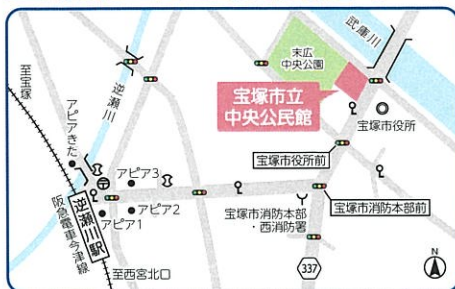 武庫川
末広
中央公園
至宝塚
逆瀬川
宝塚市立
中央公民館
宝塚市役所
アピアきた
宝塚市役所前
アピア3
逆瀬川駅
阪急電車今津線
アピア1
アピア2
宝塚市消防本部
・西消防署
宝塚市消防本部前
至西宮北口
337
N